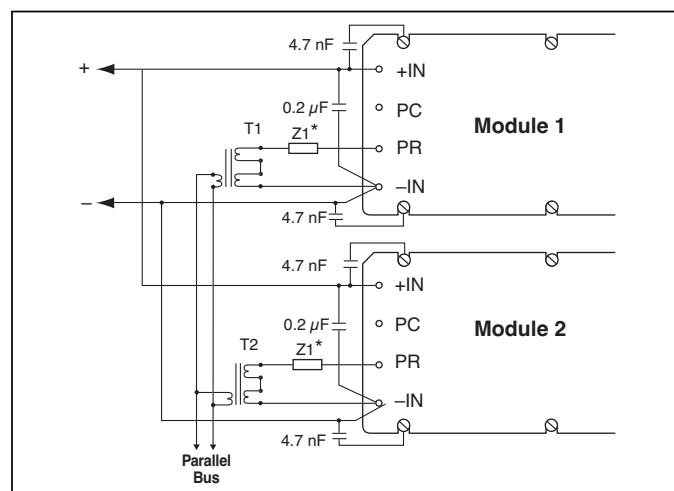 4.7 nF
+
+IN
0.2 µF
PC
Module 1
T1
Z1*
PR
–IN
–
4.7 nF
4.7 nF
+IN
0.2 µF
PC
Module 2
T2
Z1*
PR
–IN
4.7 nF
Parallel
Bus